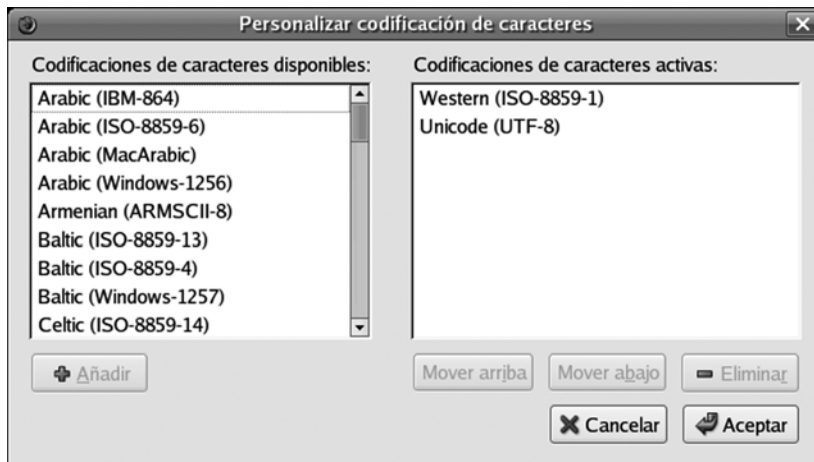 Personalizar codificación de caracteres
Codificaciones de caracteres disponibles:
Arabic (IBM-864)
Arabic (ISO-8859-6)
Arabic (MacArabic)
Arabic (Windows-1256)
Armenian (ARMSCII-8)
Baltic (ISO-8859-13)
Baltic (ISO-8859-4)
Baltic (Windows-1257)
Celtic (ISO-8859-14)
Añadir
Codificaciones de caracteres activas:
Western (ISO-8859-1)
Unicode (UTF-8)
Mover arriba
Mover abajo
Eliminar
Cancelar
Aceptar